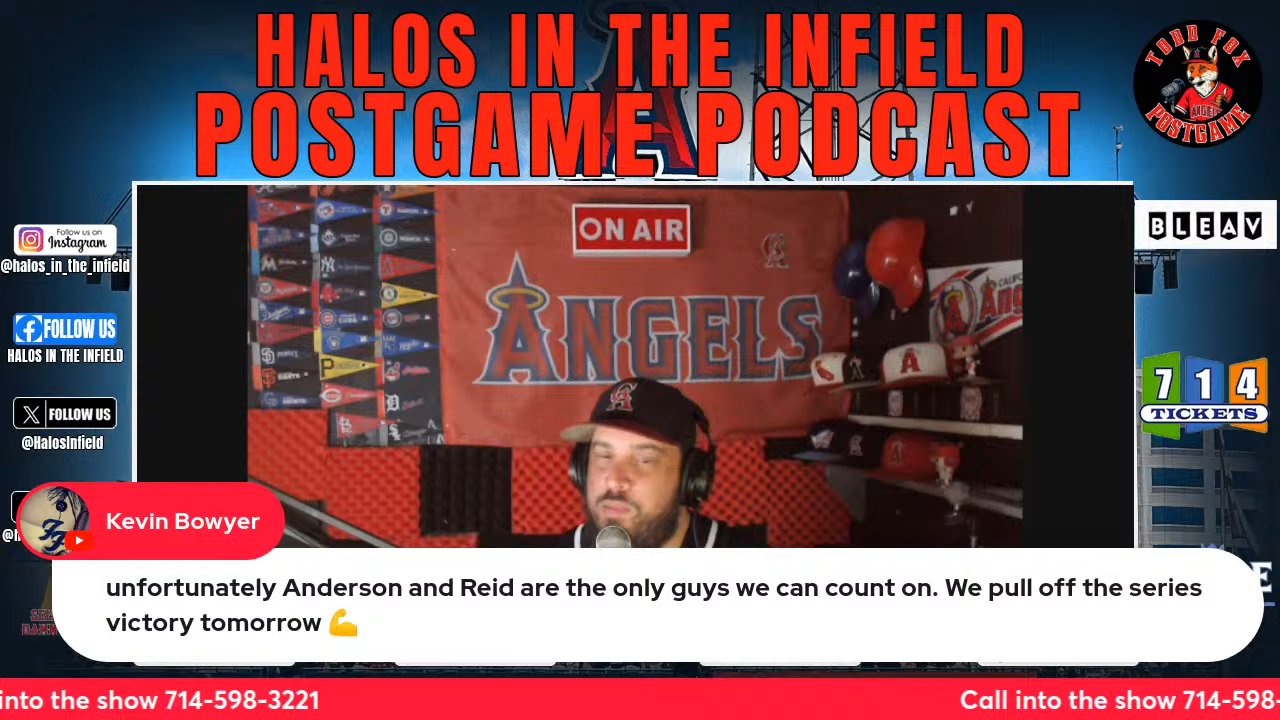 HALOS IN THE INFIELD
POSTGAME PODCAST
TODD FOX
ANGELS
POSTGAME
ON AIR
ANGELS
Follow us on
Instagram
@halos_in_the_infield
FOLLOW US
HALOS IN THE INFIELD
X FOLLOW US
@HalosInfield
BLEAV
714
TICKETS
Kevin Bowyer
unfortunately Anderson and Reid are the only guys we can count on. We pull off the series
victory tomorrow 💪
into the show 714-598-3221
Call into the show 714-598-